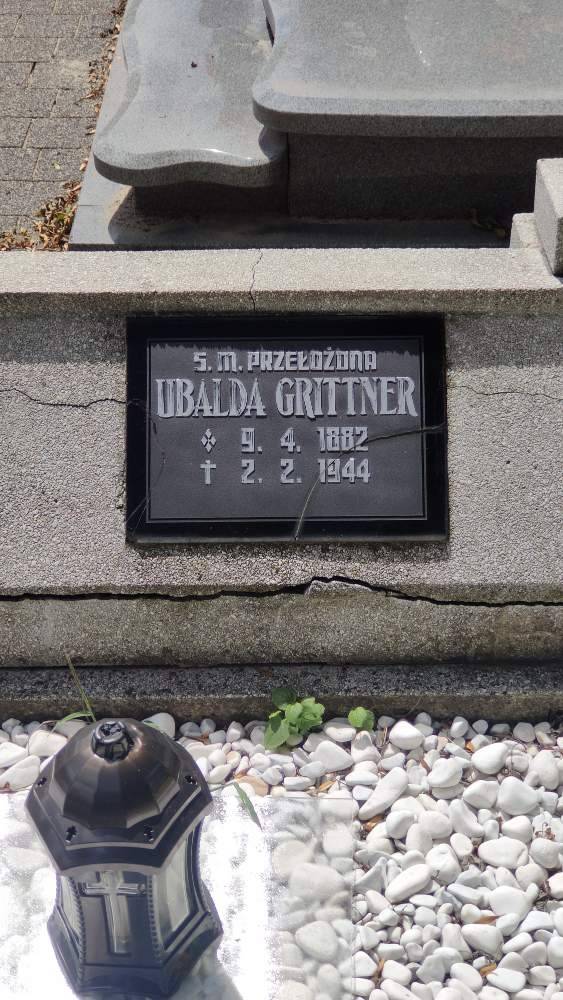 S. M. PRZEŁOŻONA
UBALDA GRITTNER
9. 4. 1882
2. 2. 1944